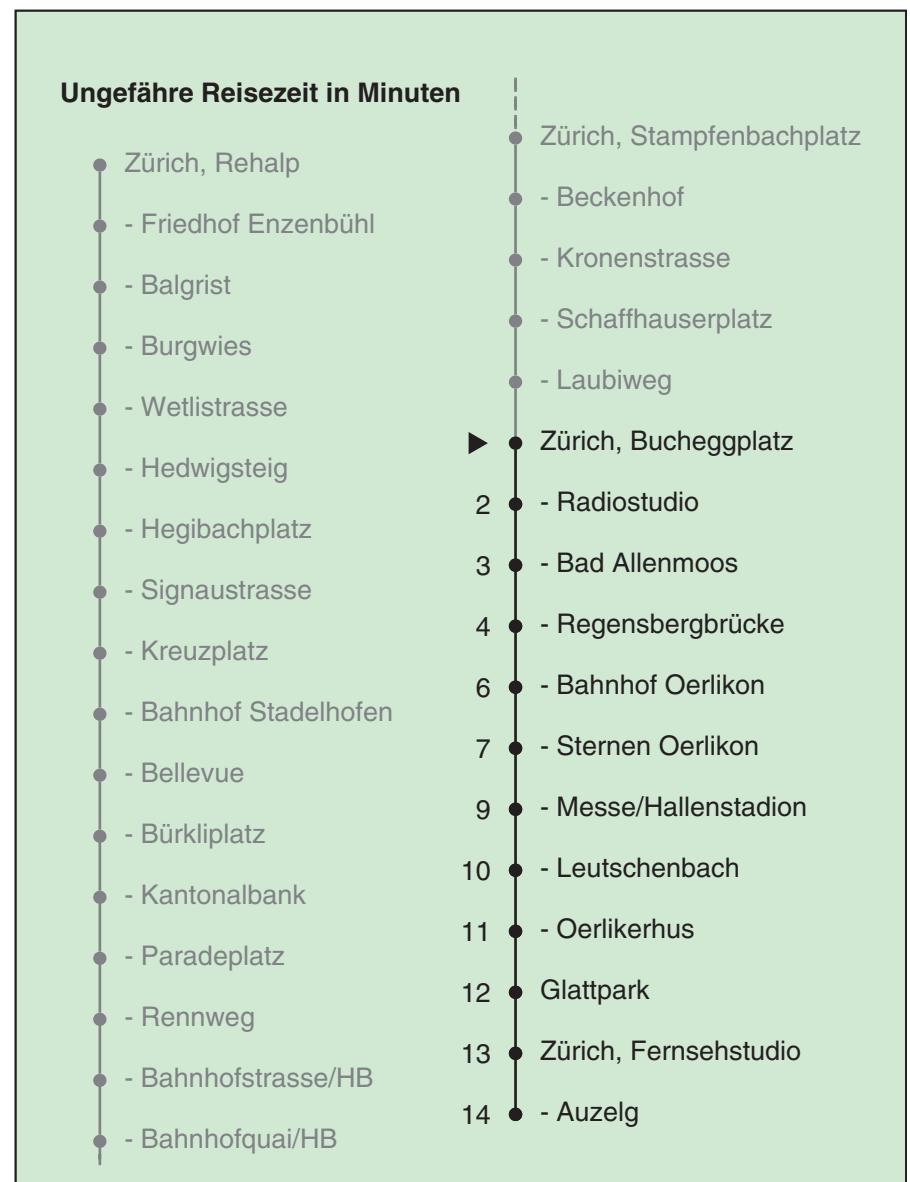 Ungefähre Reisezeit in Minuten
Zürich, Rehalp
- Friedhof Enzenbühl
- Balgrist
- Burgwies
- Wetlistrasse
- Hedwigsteig
- Hegibachplatz
- Signaustrasse
- Kreuzplatz
- Bahnhof Stadelhofen
- Bellevue
- Bürkliplatz
- Kantonalbank
- Paradeplatz
- Rennweg
- Bahnhofstrasse/HB
- Bahnhofquai/HB
Zürich, Stampfenbachplatz
- Beckenhof
- Kronenstrasse
- Schaffhauserplatz
- Laubiweg
Zürich, Bucheggplatz
2 - Radiostudio
3 - Bad Allenmoos
4 - Regensbergbrücke
6 - Bahnhof Oerlikon
7 - Sternen Oerlikon
9 - Messe/Hallenstadion
10 - Leutschenbach
11 - Oerlikerhus
12 Glattpark
13 Zürich, Fernsehstudio
14 - Auzelg